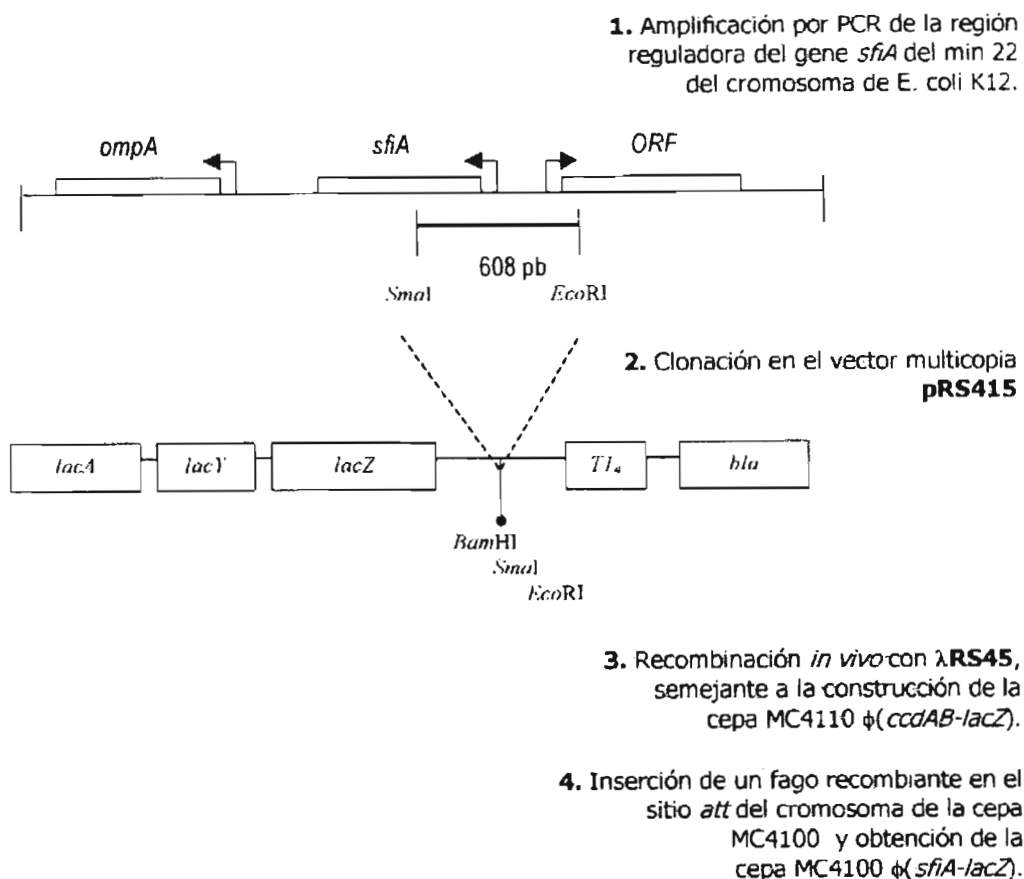 1. Amplificación por PCR de la región
reguladora del gene sfiA del min 22
del cromosoma de E. coli K12.
ompA
sfiA
ORF
608 pb
SmaI
EcoRI
2. Clonación en el vector multicopia
pRS415
lacA
lacY
lacZ
T1₄
bla
BamHI
SmaI
EcoRI
3. Recombinación in vivo con λRS45,
semejante a la construcción de la
cepa MC4110 ϕ(ccdAB-lacZ).
4. Inserción de un fago recombiante en el
sitio att del cromosoma de la cepa
MC4100 y obtención de la
cepa MC4100 ϕ(sfiA-lacZ).